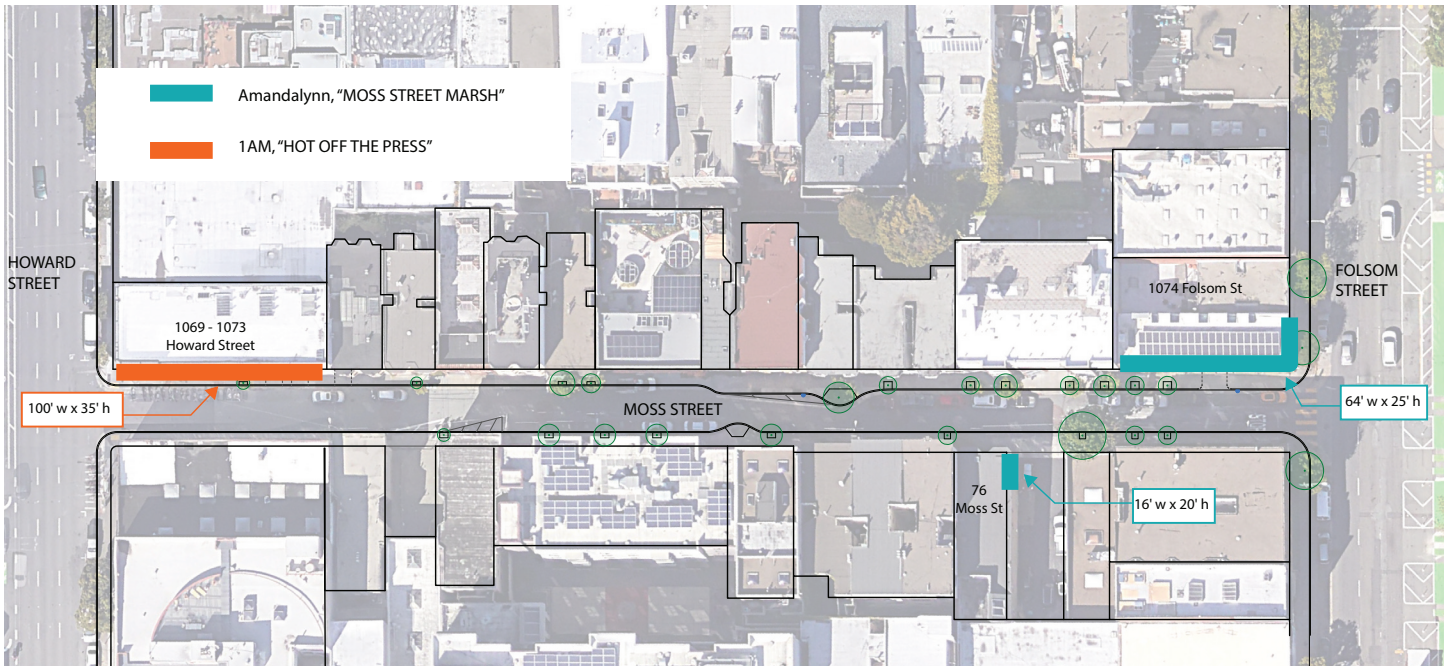 Amandalynn, “MOSS STREET MARSH”
1AM, “HOT OFF THE PRESS”
HOWARD
STREET
FOLSOM
STREET
1074 Folsom St
1069 - 1073
Howard Street
100' w x 35' h
MOSS STREET
64' w x 25' h
76
Moss St
16' w x 20' h